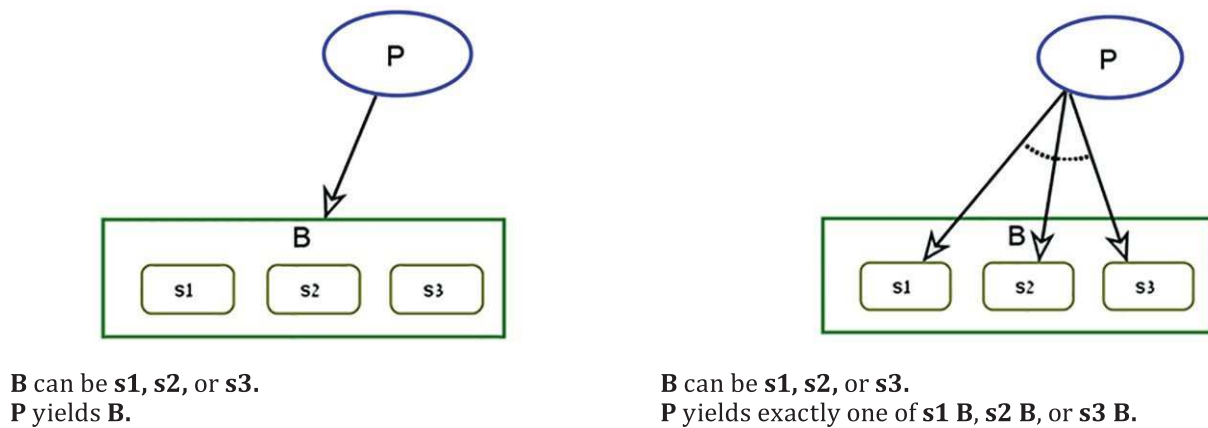 P
B
s1 s2 s3
B can be s1, s2, or s3.
P yields B.
P
B
s1 s2 s3
B can be s1, s2, or s3.
P yields exactly one of s1 B, s2 B, or s3 B.